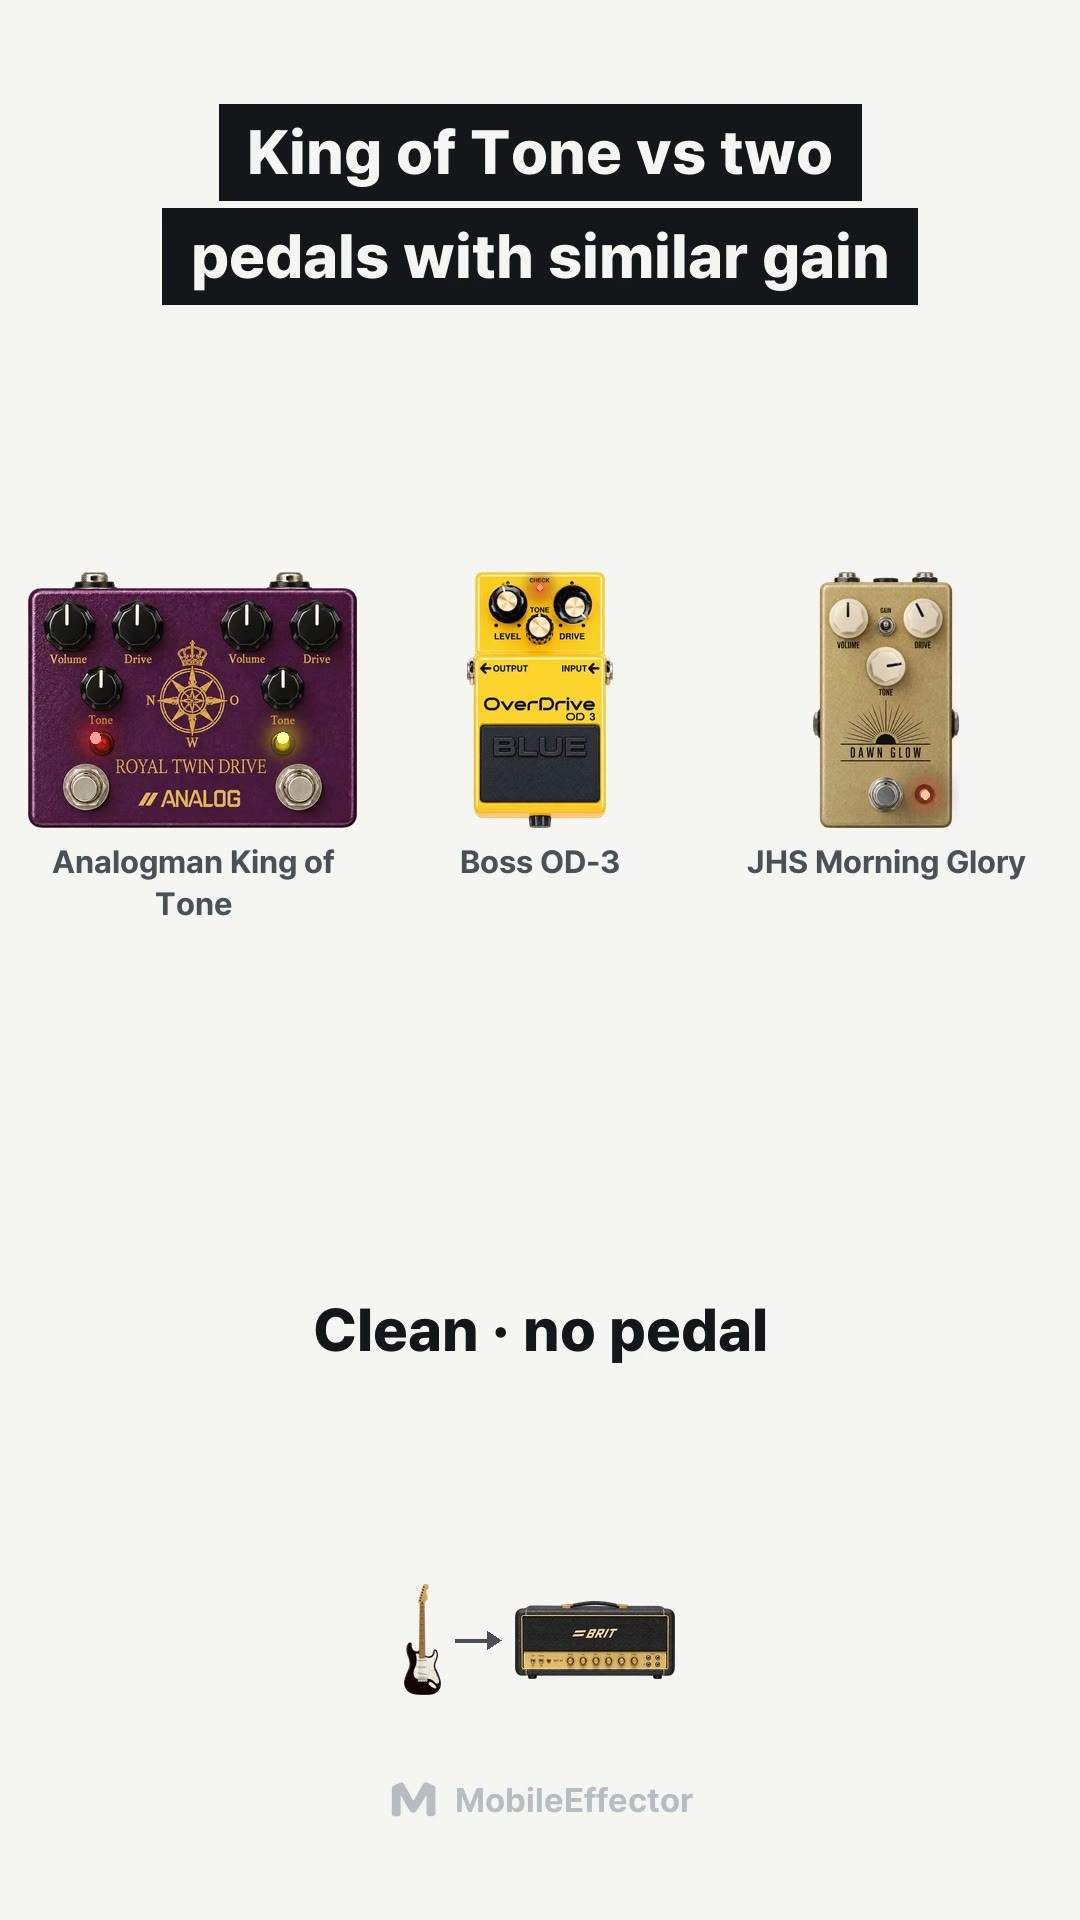 King of Tone vs two
pedals with similar gain
Volume Drive Volume Drive
Tone Tone
N O
W
ROYAL TWIN DRIVE
ANALOG
CHECK
TONE
LEVEL DRIVE
OUTPUT INPUT
OverDrive
OD 3
BLUE
GAIN
VOLUME DRIVE
TONE
DAWN GLOW
Analogman King of
Tone
Boss OD-3
JHS Morning Glory
Clean · no pedal
BRIT
MobileEffector